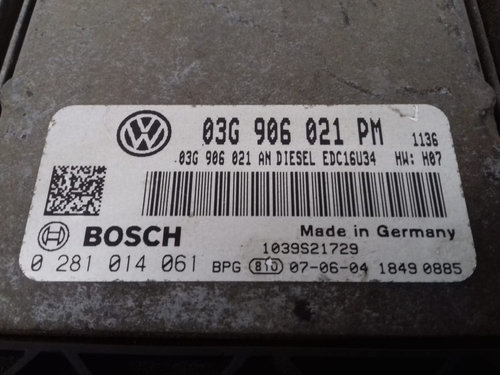 03G 906 021 PM 1136
03G 906 021 AN DIESEL EDC16U34 HW: H07
BOSCH Made in Germany
1039S21729
0 281 014 061 BPG 810 07-06-04 1849 0885